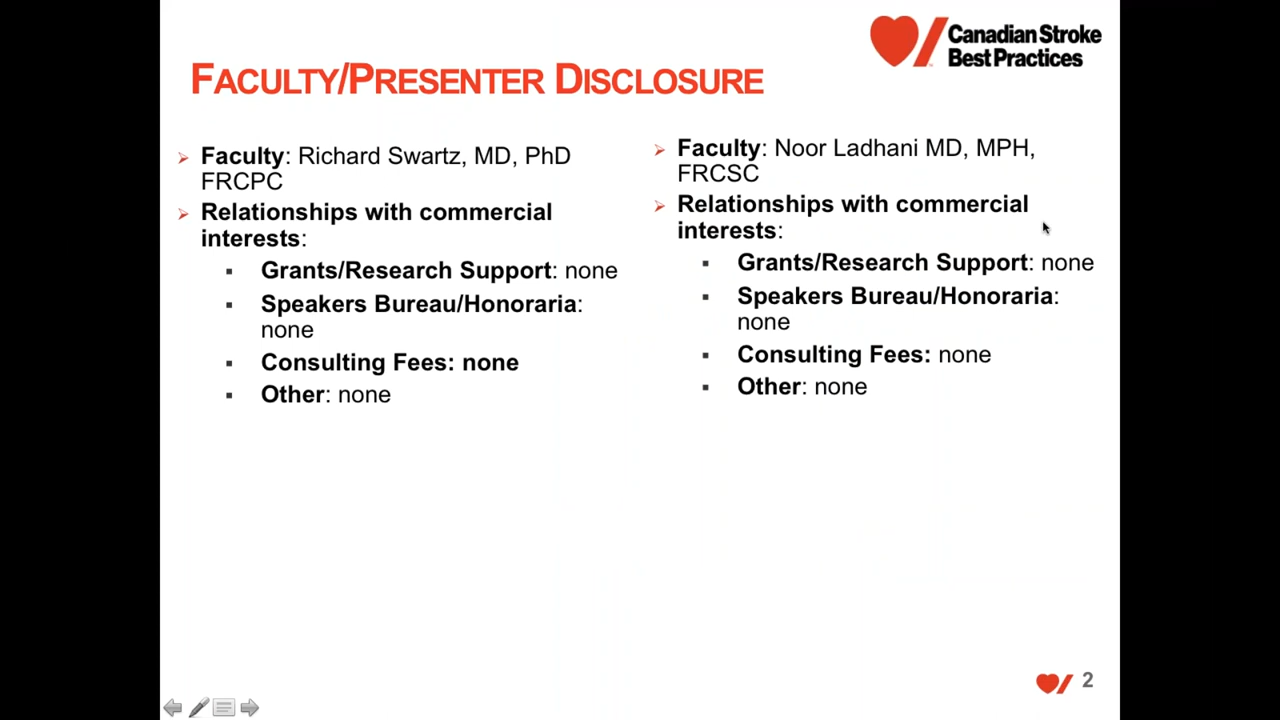 Canadian Stroke
Best Practices
FACULTY/PRESENTER DISCLOSURE
Faculty: Richard Swartz, MD, PhD
FRCPC
Relationships with commercial
interests:
Grants/Research Support: none
Speakers Bureau/Honoraria:
none
Consulting Fees: none
Other: none
Faculty: Noor Ladhani MD, MPH,
FRCSC
Relationships with commercial
interests:
Grants/Research Support: none
Speakers Bureau/Honoraria:
none
Consulting Fees: none
Other: none
2